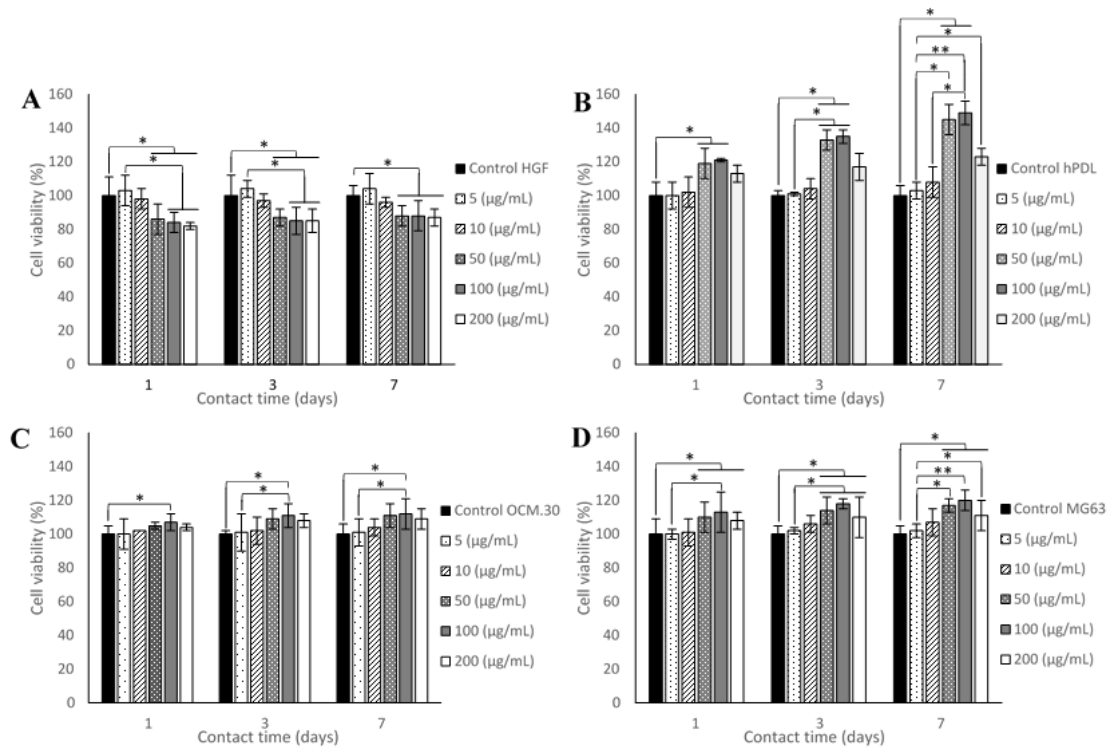 A
*
*
*
*
*
160
140
120
100
80
60
40
20
0
Cell viability (%)
1
3
7
Contact time (days)
Control HGF
5 (µg/mL)
10 (µg/mL)
50 (µg/mL)
100 (µg/mL)
200 (µg/mL)
B
*
*
*
*
*
**
*
*
160
140
120
100
80
60
40
20
0
Cell viability (%)
1
3
7
Contact time (days)
Control hPDL
5 (µg/mL)
10 (µg/mL)
50 (µg/mL)
100 (µg/mL)
200 (µg/mL)
C
*
*
*
*
*
160
140
120
100
80
60
40
20
0
Cell viability (%)
1
3
7
Contact time (days)
Control OCM.30
5 (µg/mL)
10 (µg/mL)
50 (µg/mL)
100 (µg/mL)
200 (µg/mL)
D
*
*
*
*
*
*
**
*
160
140
120
100
80
60
40
20
0
Cell viability (%)
1
3
7
Contact time (days)
Control MG63
5 (µg/mL)
10 (µg/mL)
50 (µg/mL)
100 (µg/mL)
200 (µg/mL)